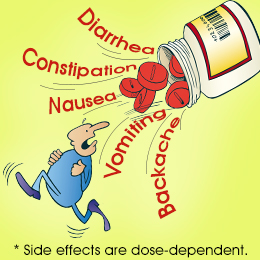 Diarrhea
Constipation
Nausea
Vomiting
Backache
* Side effects are dose-dependent.